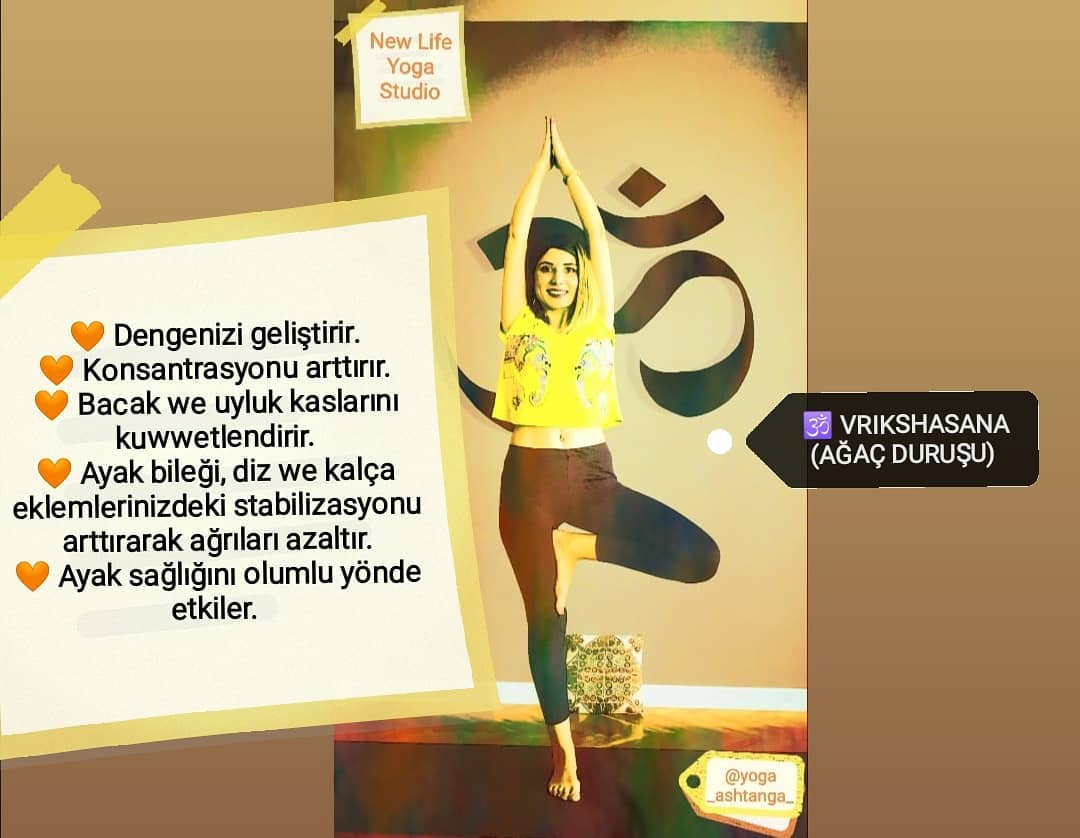 New Life
Yoga
Studio
🧡 Dengenizi geliştirir.
🧡 Konsantrasyonu arttırır.
🧡 Bacak we uyluk kaslarını
kuwwetlendirir.
🧡 Ayak bileği, diz we kalça
eklemlerinizdeki stabilizasyonu
arttırarak ağrıları azaltır.
🧡 Ayak sağlığını olumlu yönde
etkiler.
🕉 VRIKSHASANA
(AĞAÇ DURUŞU)
ॐ
@yoga
_ashtanga_